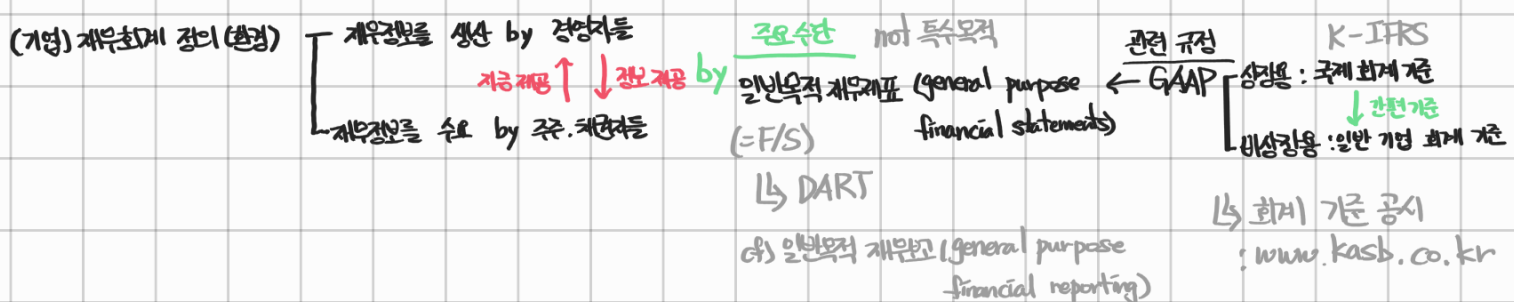 (기업) 재무회계 정의 (환경)
재무정보를 생산 by 경영자들
자금 제공
정보 제공
재무정보를 수요 by 주주·채권자들
by
주요수단
not 특수목적
일반목적 재무제표 (general purpose
financial statements)
(=F/S)
↳ DART
cf) 일반목적 재무보고 (general purpose
financial reporting)
관련 규정
← GAAP
K-IFRS
상장용 : 국제 회계 기준
↓ 간편기준
비상장용 : 일반 기업 회계 기준
↳ 회계 기준 공시
: www.kasb.co.kr